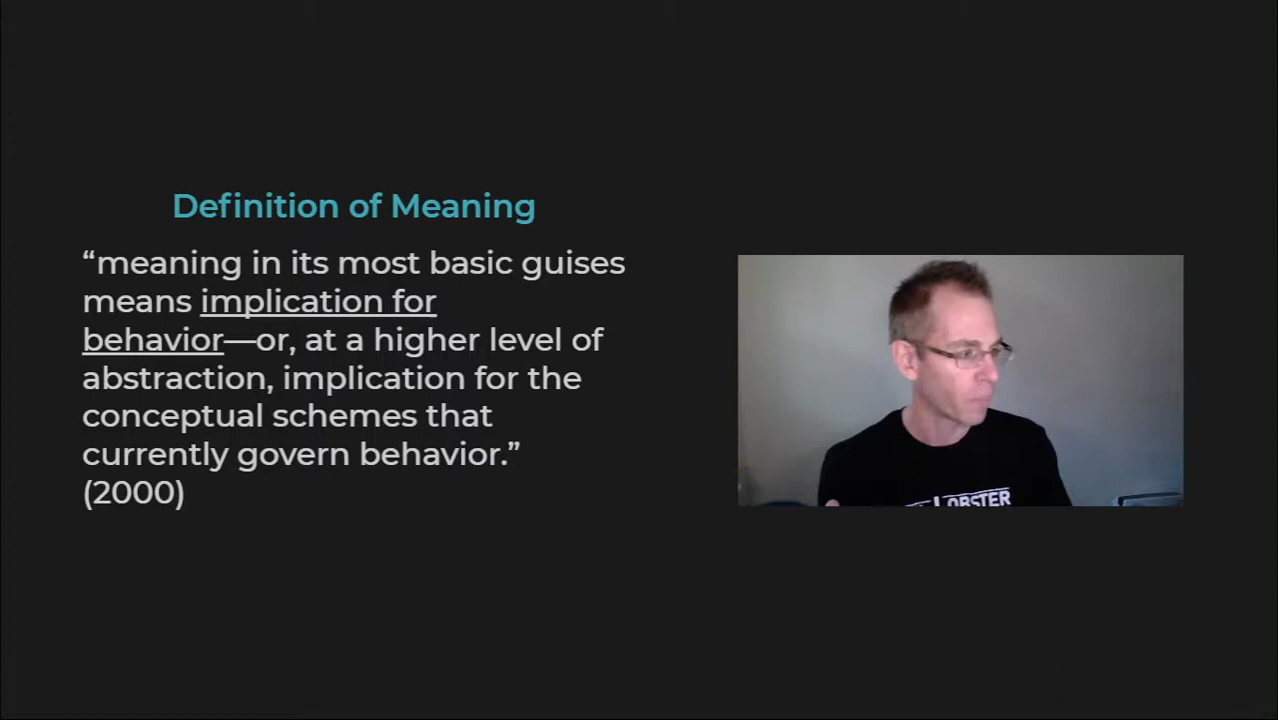 Definition of Meaning
“meaning in its most basic guises
means implication for
behavior—or, at a higher level of
abstraction, implication for the
conceptual schemes that
currently govern behavior.”
(2000)
LOBSTER